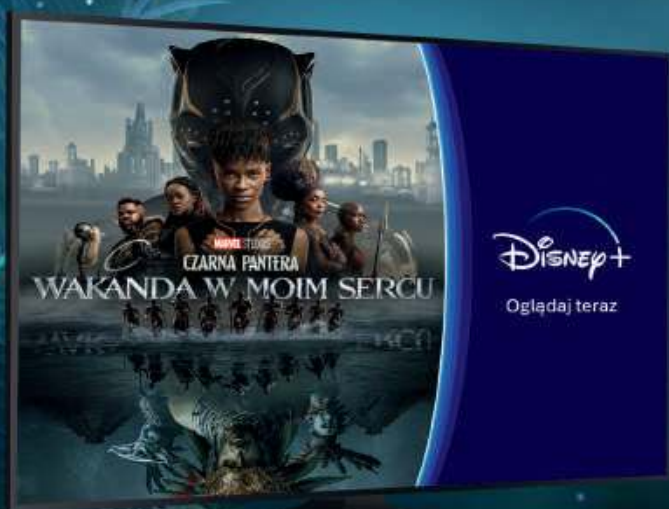 MARVEL STUDIOS
CZARNA PANTERA
WAKANDA W MOIM SERCU
Disney+
Oglądaj teraz